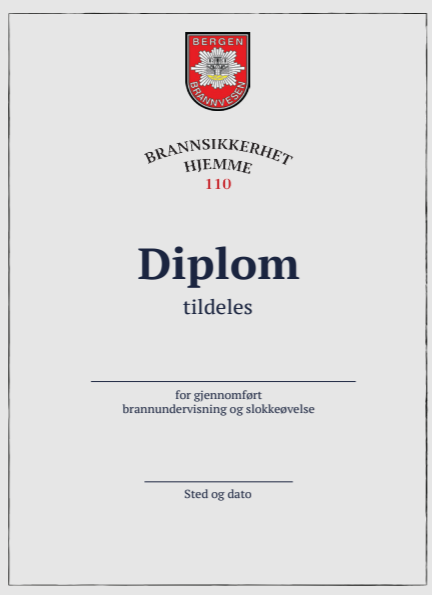 BERGEN
BRANNVESEN
BRANNSIKKERHET
HJEMME
110
Diplom
tildeles
for gjennomført
brannundervisning og slokkeøvelse
Sted og dato